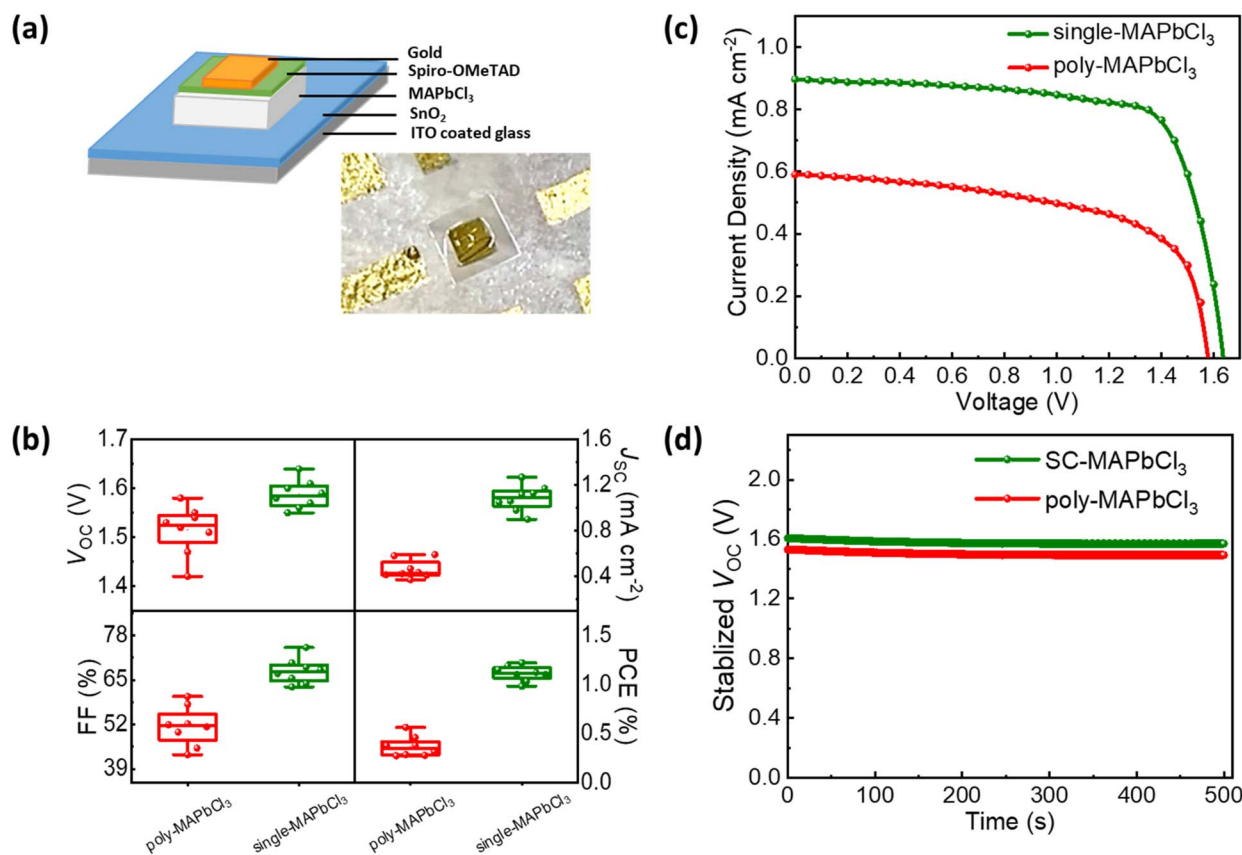 (a)
Gold
Spiro-OMeTAD
MAPbCl₃
SnO₂
ITO coated glass
(b)
V_OC (V)
1.7
1.6
1.5
1.4
J_SC (mA cm⁻²)
1.6
1.2
0.8
0.4
FF (%)
78
65
52
39
PCE (%)
1.5
1.0
0.5
0.0
poly-MAPbCl₃
single-MAPbCl₃
poly-MAPbCl₃
single-MAPbCl₃
(c)
single-MAPbCl₃
poly-MAPbCl₃
Current Density (mA cm⁻²)
1.0
0.8
0.6
0.4
0.2
0.0
0.0 0.2 0.4 0.6 0.8 1.0 1.2 1.4 1.6
Voltage (V)
(d)
SC-MAPbCl₃
poly-MAPbCl₃
Stablized V_OC (V)
2.0
1.6
1.2
0.8
0.4
0.0
0 100 200 300 400 500
Time (s)